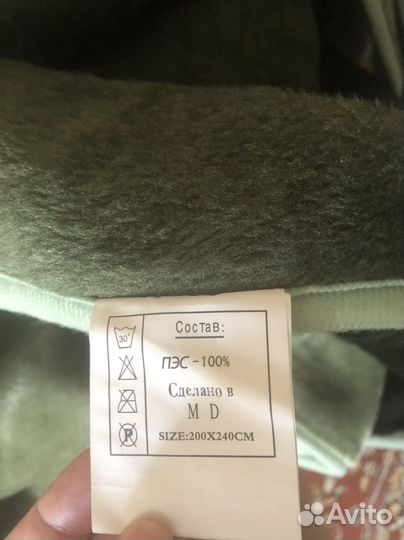 Состав:
30°
ПЭС-100%
Сделано в
M D
P
SIZE:200X240CM
Avito